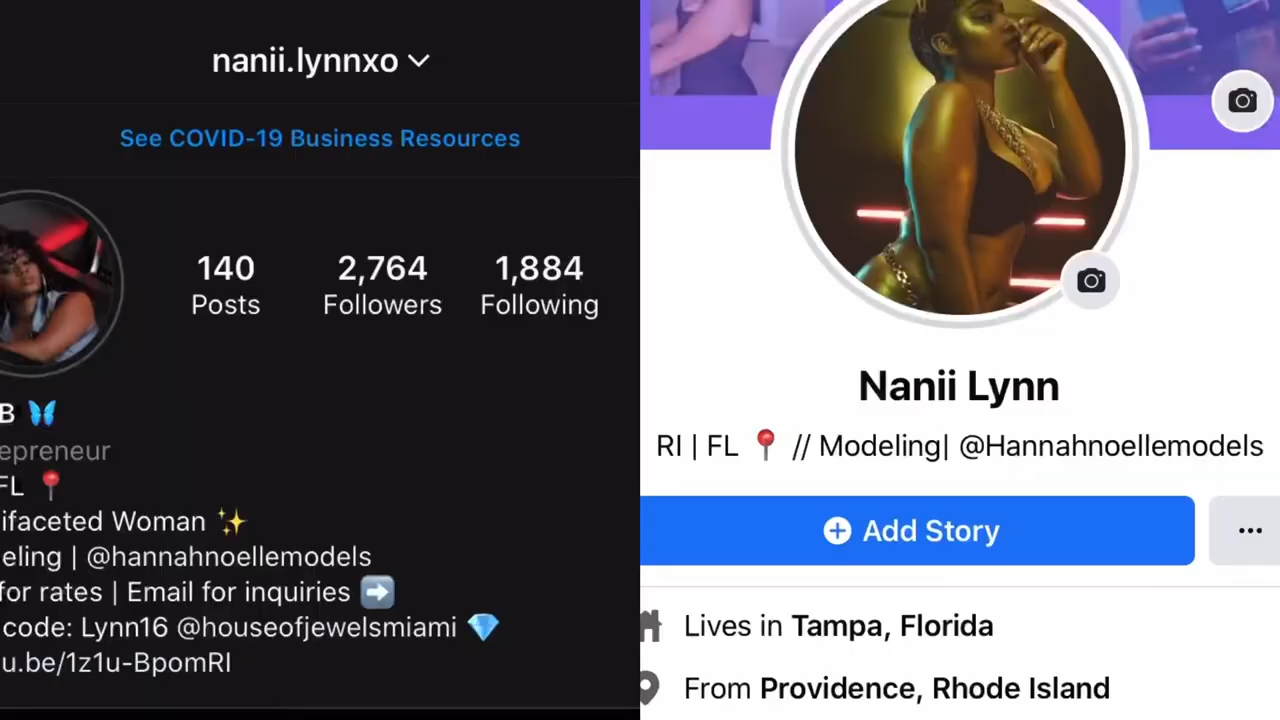 nanii.lynnxo
See COVID-19 Business Resources
140
Posts
2,764
Followers
1,884
Following
B 🦋
epreneur
FL 📍
ifaceted Woman ✨
eling | @hannahnoellemodels
for rates | Email for inquiries ➡️
code: Lynn16 @houseofjewelsmiami 💎
u.be/1z1u-BpomRI
Nanii Lynn
RI | FL 📍 // Modeling| @Hannahnoellemodels
Add Story
Lives in Tampa, Florida
From Providence, Rhode Island